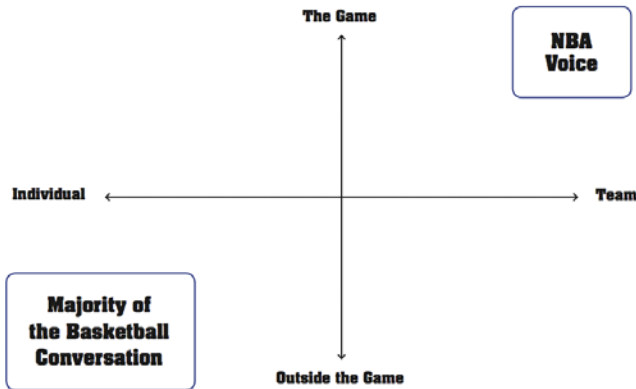 The Game
NBA
Voice
Individual
Team
Majority of
the Basketball
Conversation
Outside the Game